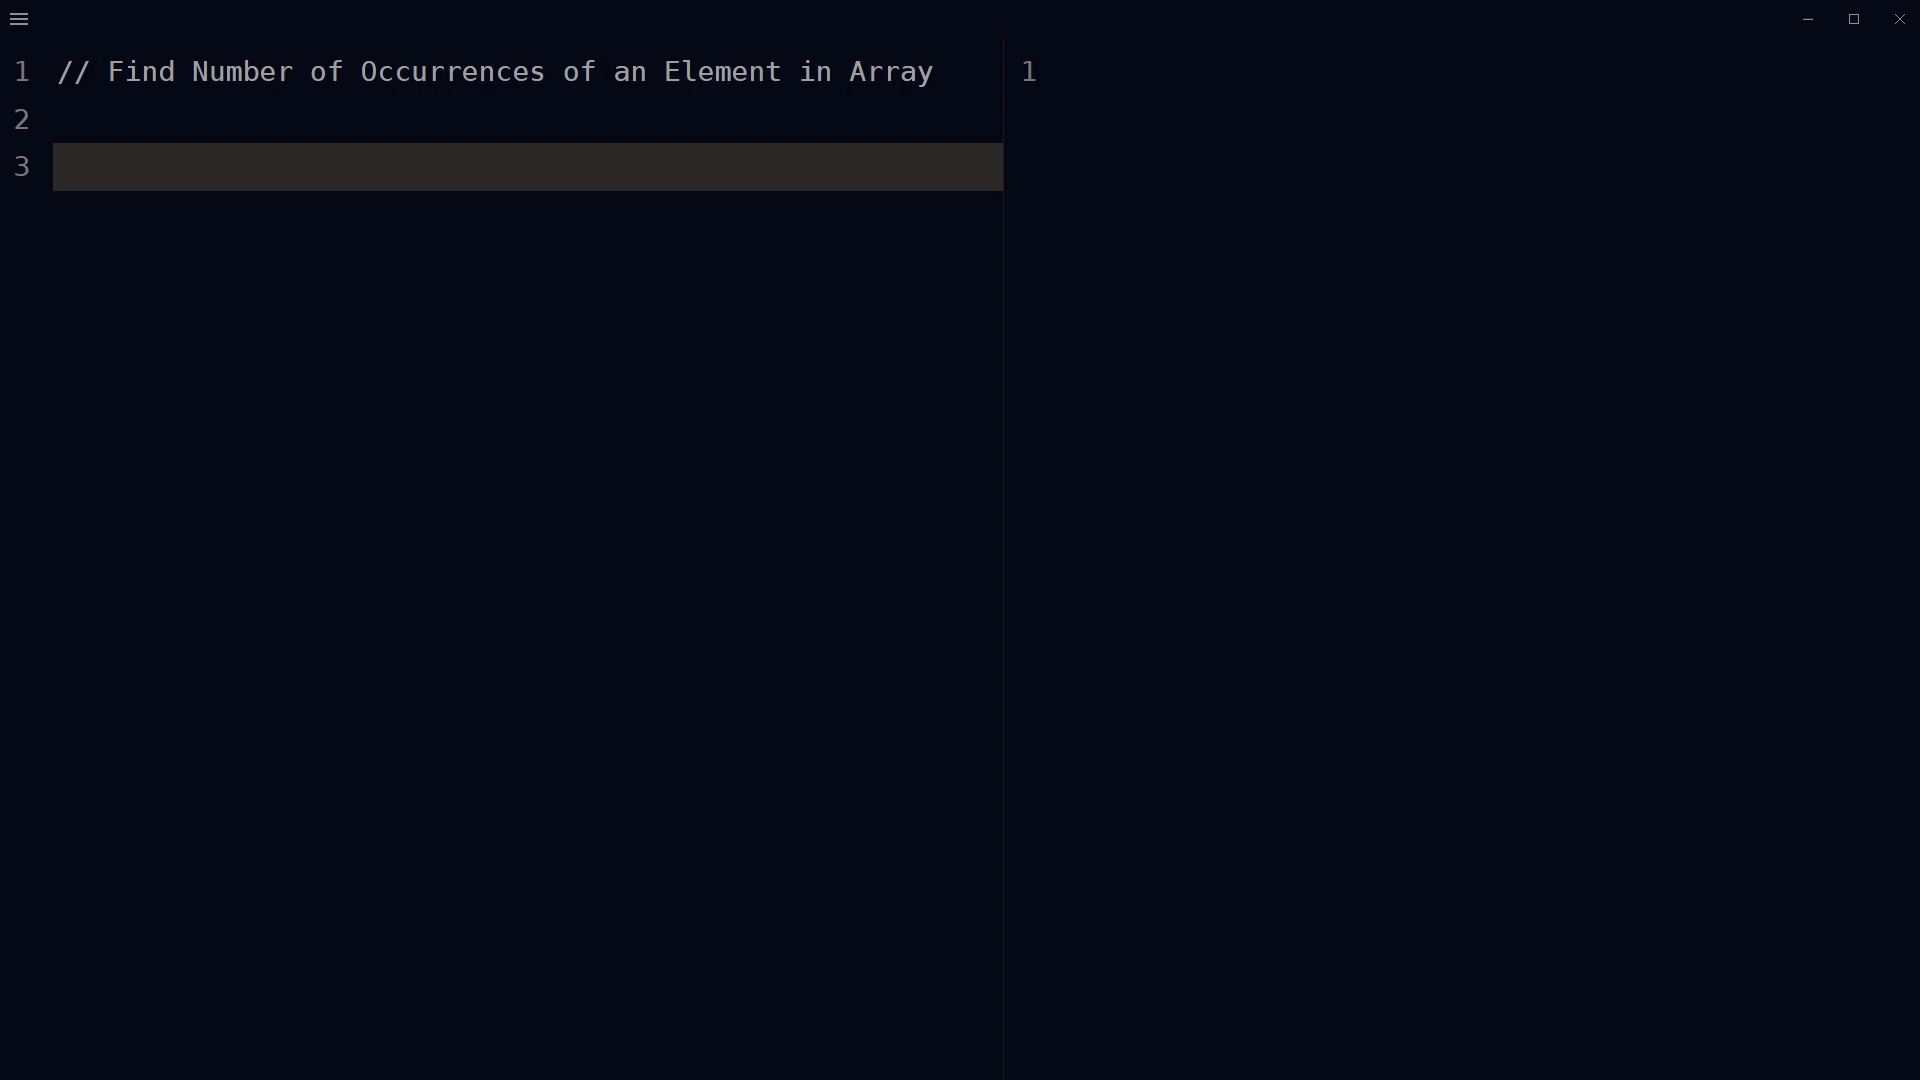 1 // Find Number of Occurrences of an Element in Array
2
3
1